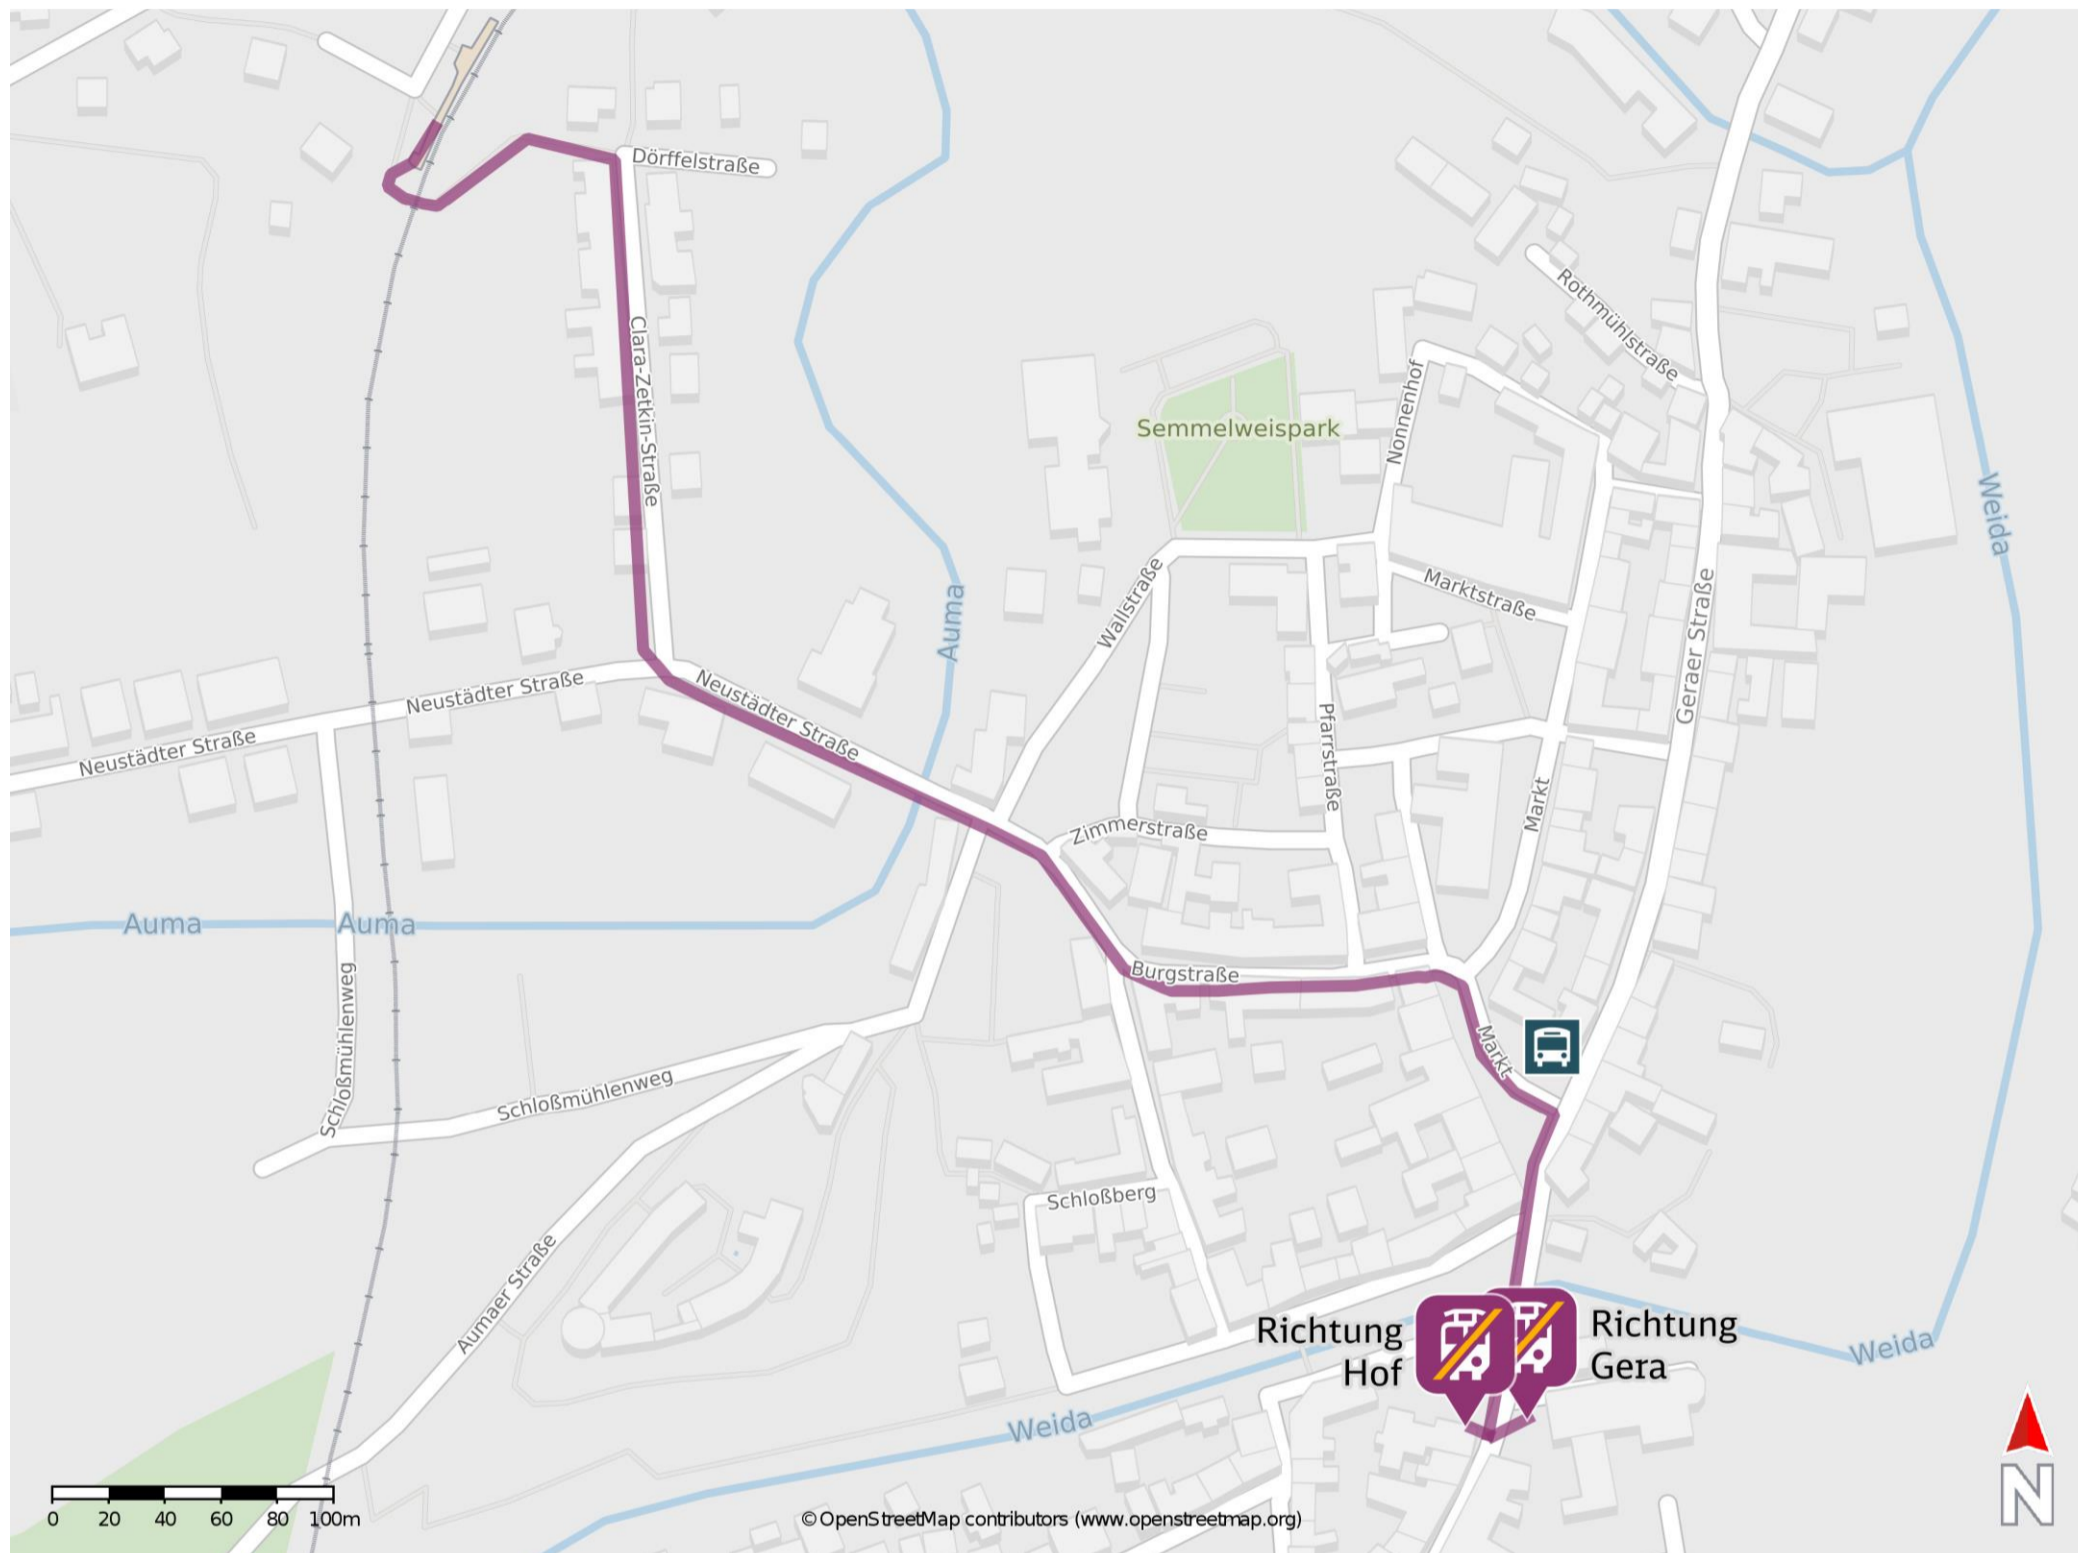 Dörffelstraße
Rothmühlstraße
Clara-Zetkin-Straße
Nonnenhof
Semmelweispark
Weida
Wallstraße
Marktstraße
Auma
Geraer Straße
Neustädter Straße
Neustädter Straße
Neustädter Straße
Pfarrstraße
Markt
Zimmerstraße
Auma
Auma
Burgstraße
Schloßmühlenweg
Markt
Schloßmühlenweg
Schloßberg
Aumaer Straße
Richtung
Hof
Richtung
Gera
Weida
Weida
0 20 40 60 80 100m
© OpenStreetMap contributors (www.openstreetmap.org)
N